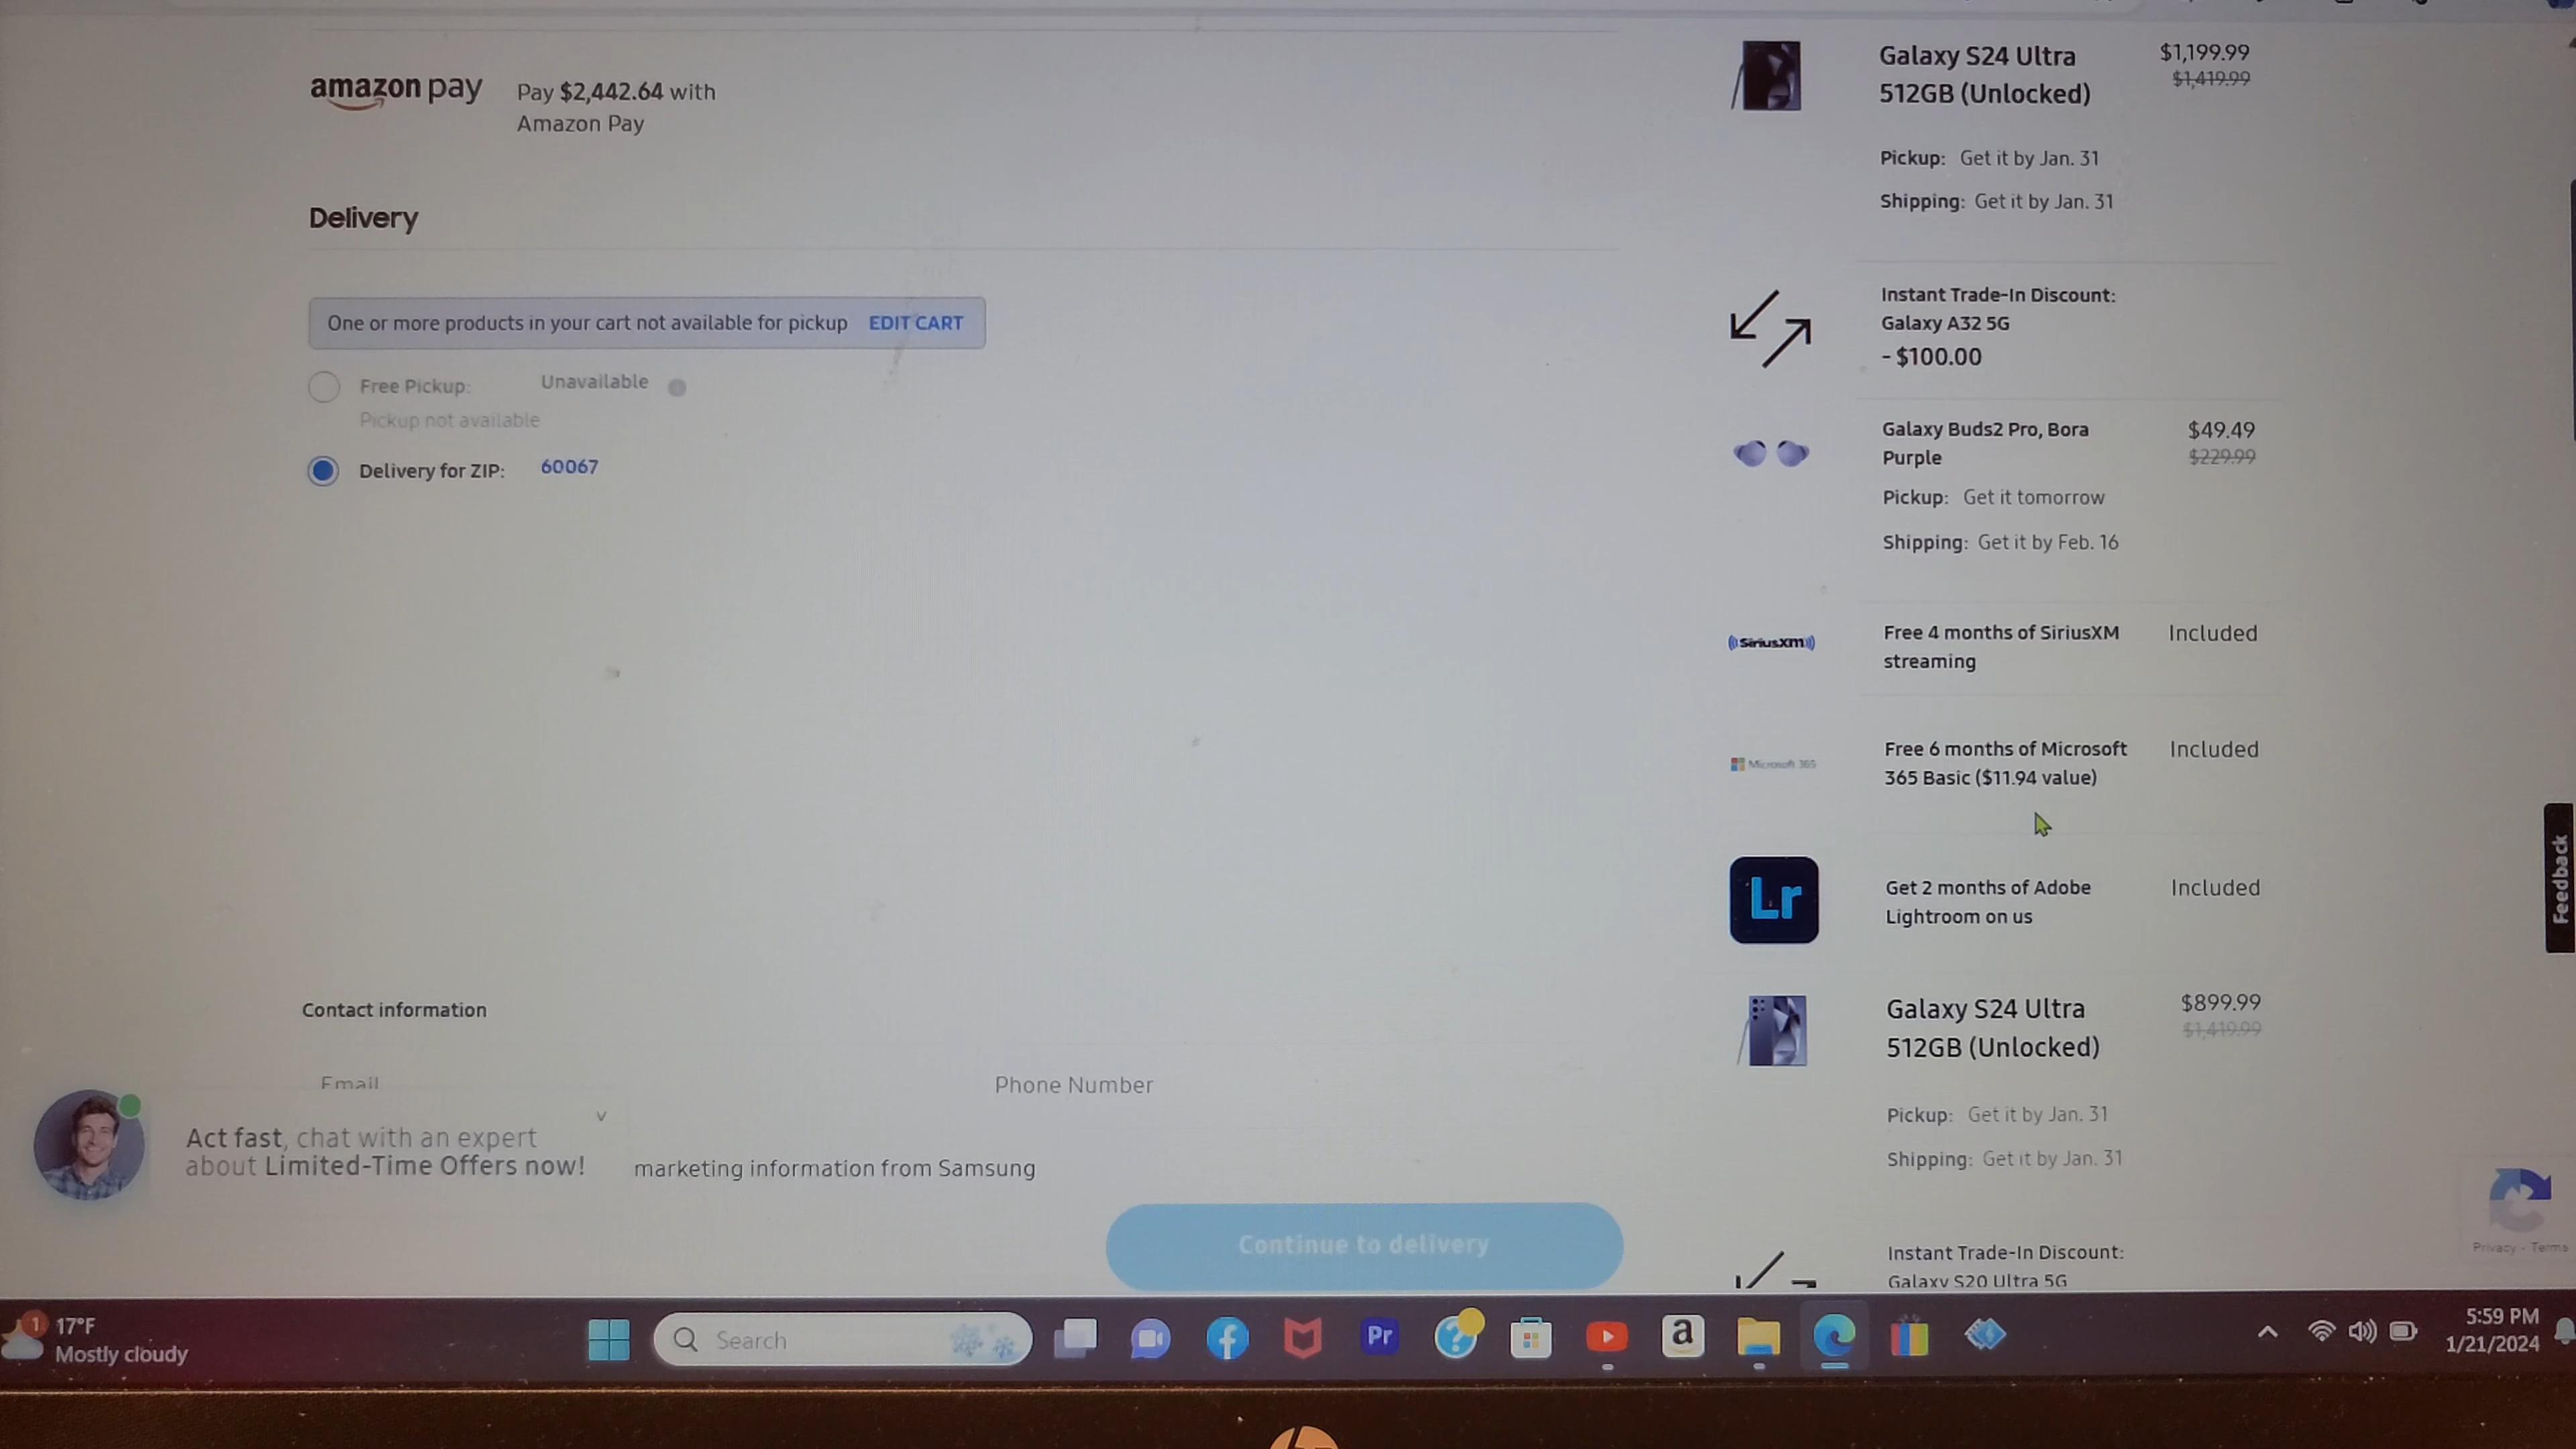 amazon pay
Pay $2,442.64 with
Amazon Pay
Delivery
One or more products in your cart not available for pickup EDIT CART
Free Pickup: Unavailable
Pickup not available
Delivery for ZIP: 60067
Contact information
Email
Phone Number
Act fast, chat with an expert
about Limited-Time Offers now!
marketing information from Samsung
Continue to delivery
Galaxy S24 Ultra $1,199.99
512GB (Unlocked) $1,419.99
Pickup: Get it by Jan. 31
Shipping: Get it by Jan. 31
Instant Trade-In Discount:
Galaxy A32 5G
- $100.00
Galaxy Buds2 Pro, Bora $49.49
Purple $229.99
Pickup: Get it tomorrow
Shipping: Get it by Feb. 16
((SiriusXM))
Free 4 months of SiriusXM Included
streaming
Microsoft 365
Free 6 months of Microsoft Included
365 Basic ($11.94 value)
Lr
Get 2 months of Adobe Included
Lightroom on us
Galaxy S24 Ultra $899.99
512GB (Unlocked) $1,419.99
Pickup: Get it by Jan. 31
Shipping: Get it by Jan. 31
Instant Trade-In Discount:
Galaxy S20 Ultra 5G
Feedback
Privacy - Terms
1
17°F
Mostly cloudy
Search
Pr
?
a
5:59 PM
1/21/2024
hp